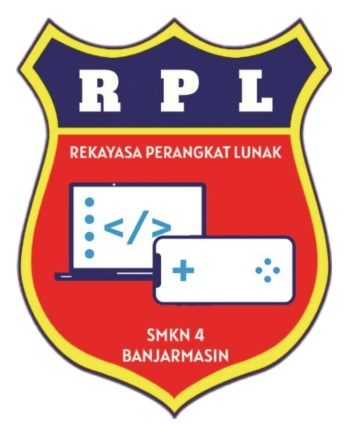 R P L
REKAYASA PERANGKAT LUNAK
</>
SMKN 4
BANJARMASIN